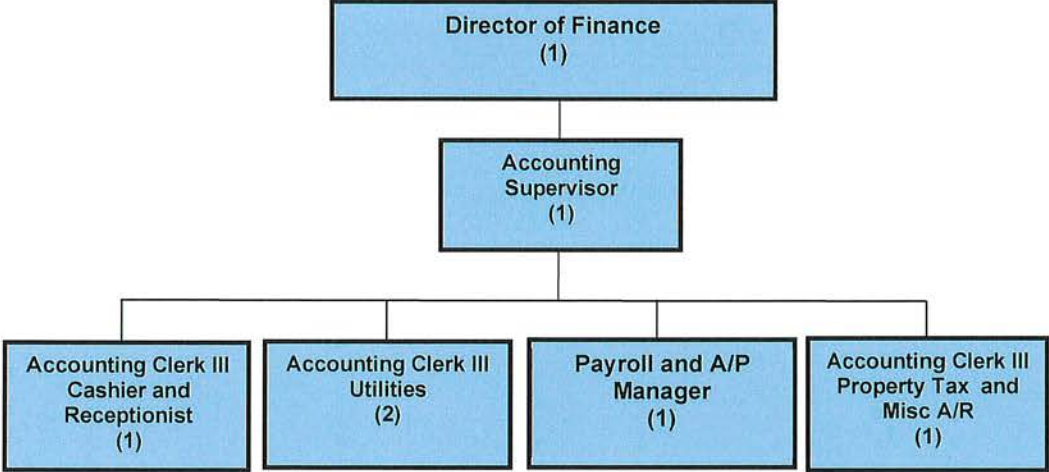 Director of Finance
(1)
Accounting
Supervisor
(1)
Accounting Clerk III
Cashier and
Receptionist
(1)
Accounting Clerk III
Utilities
(2)
Payroll and A/P
Manager
(1)
Accounting Clerk III
Property Tax and
Misc A/R
(1)